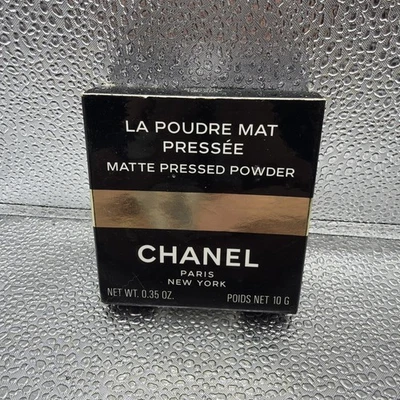 LA POUDRE MAT
PRESSÉE
MATTE PRESSED POWDER
CHANEL
PARIS
NEW YORK
NET WT. 0.35 OZ. POIDS NET 10 G